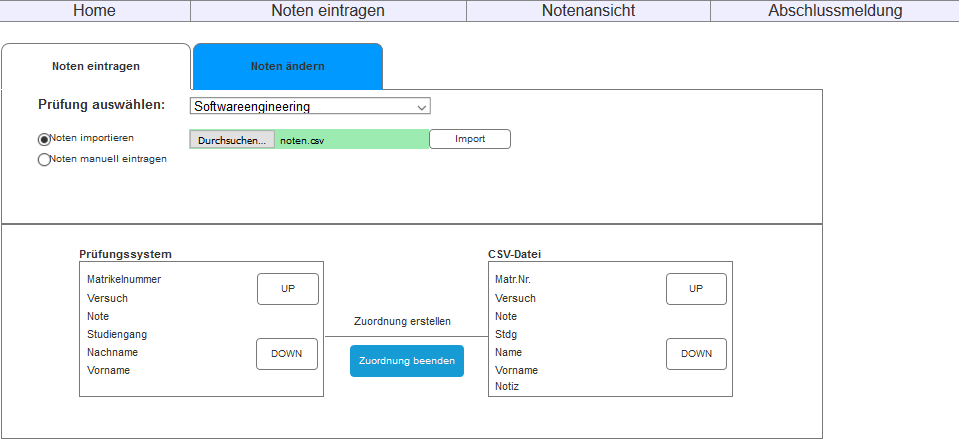 Home Noten eintragen Notenansicht Abschlussmeldung
Noten eintragen Noten ändern
Prüfung auswählen: Softwareengineering
Noten importieren Durchsuchen... noten.csv Import
Noten manuell eintragen
Prüfungssystem
Matrikelnummer
Versuch
Note
Studiengang
Nachname
Vorname
UP
DOWN
Zuordnung erstellen
Zuordnung beenden
CSV-Datei
Matr.Nr.
Versuch
Note
Stdg
Name
Vorname
Notiz
UP
DOWN